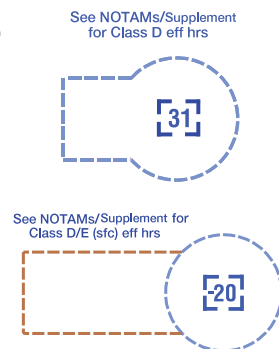 See NOTAMs/Supplement
for Class D eff hrs
31
See NOTAMs/Supplement for
Class D/E (sfc) eff hrs
-20